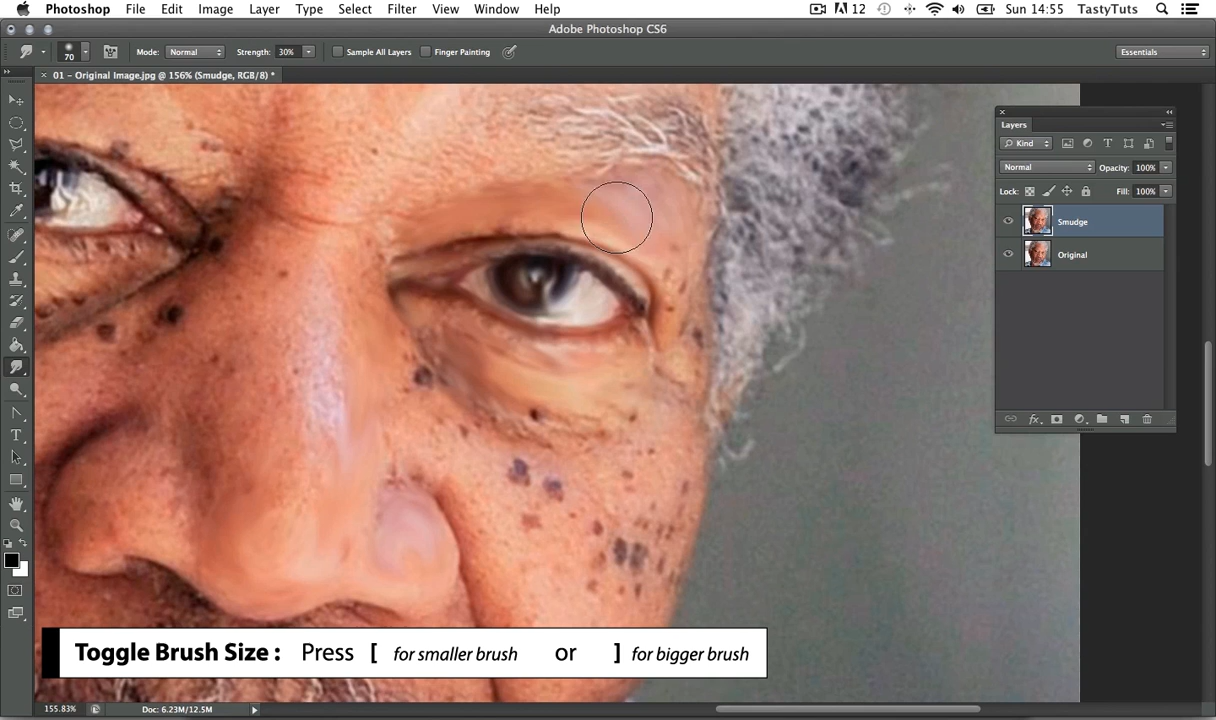 Photoshop File Edit Image Layer Type Select Filter View Window Help 12 Sun 14:55 TastyTuts
Adobe Photoshop CS6
70 Mode: Normal Strength: 30% Sample All Layers Finger Painting Essentials
01 - Original Image.jpg @ 156% (Smudge, RGB/8) *
Layers
Kind
Normal Opacity: 100%
Lock: Fill: 100%
Smudge
Original
Toggle Brush Size : Press [ for smaller brush or ] for bigger brush
155.83% Doc: 6.23M/12.5M